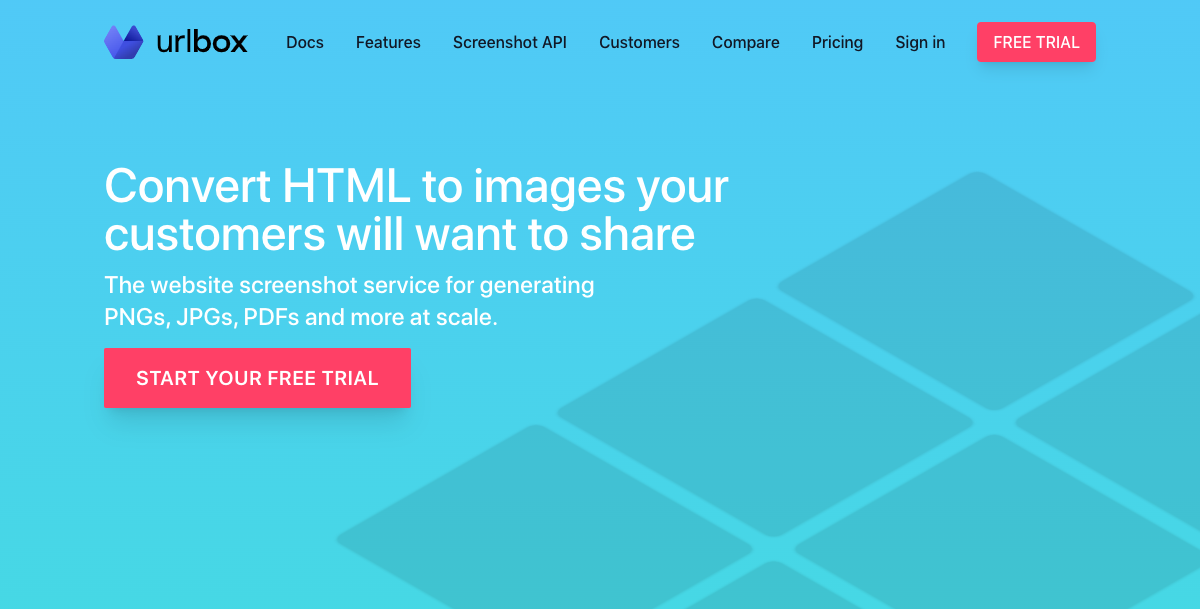 urlbox
Docs
Features
Screenshot API
Customers
Compare
Pricing
Sign in
FREE TRIAL
Convert HTML to images your
customers will want to share
The website screenshot service for generating
PNGs, JPGs, PDFs and more at scale.
START YOUR FREE TRIAL